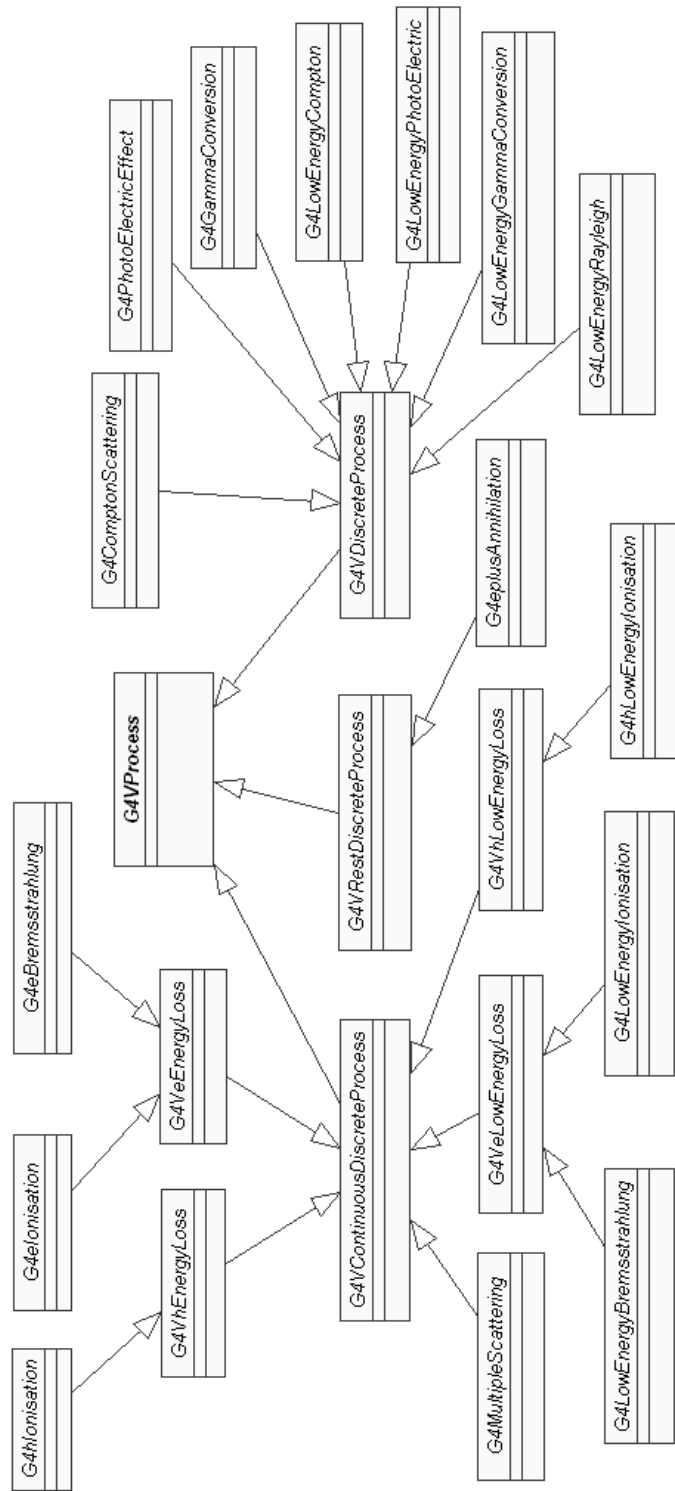 G4hIonisation
G4eIonisation
G4eBremsstrahlung
G4ComptonScattering
G4PhotoElectricEffect
G4GammaConversion
G4VhEnergyLoss
G4VeEnergyLoss
G4VProcess
G4LowEnergyCompton
G4VContinuousDiscreteProcess
G4VRestDiscreteProcess
G4VDiscreteProcess
G4LowEnergyPhotoElectric
G4MultipleScattering
G4VeLowEnergyLoss
G4VhLowEnergyLoss
G4eplusAnnihilation
G4LowEnergyGammaConversion
G4LowEnergyBremsstrahlung
G4LowEnergyIonisation
G4hLowEnergyIonisation
G4LowEnergyRayleigh